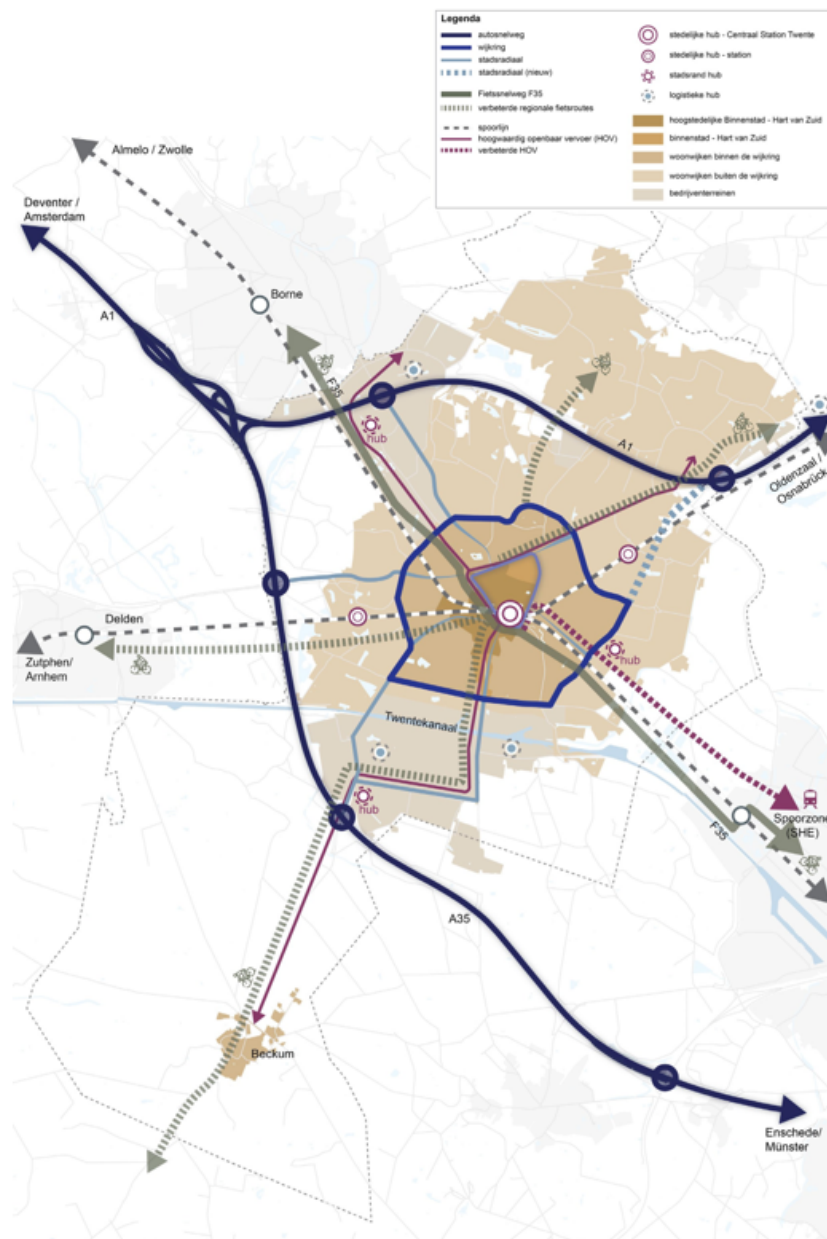 Legenda
autosnelweg
wijkring
stadsradiaal
stadsradiaal (nieuw)
Fietssnelweg F35
verbeterde regionale fietsroutes
spoorlijn
hoogwaardig openbaar vervoer (HOV)
verbeterde HOV
stedelijke hub - Centraal Station Twente
stedelijke hub - station
stadsrand hub
logistieke hub
hoogstedelijke Binnenstad - Hart van Zuid
binnenstad - Hart van Zuid
woonwijken binnen de wijkring
woonwijken buiten de wijkring
bedrijventerreinen
Almelo / Zwolle
Deventer /
Amsterdam
Borne
A1
F35
hub
A1
Oldenzaal /
Osnabrück
Delden
Zutphen/
Arnhem
hub
Twentekanaal
hub
Spoorzone
(SHE)
F35
A35
Beckum
Enschede/
Münster